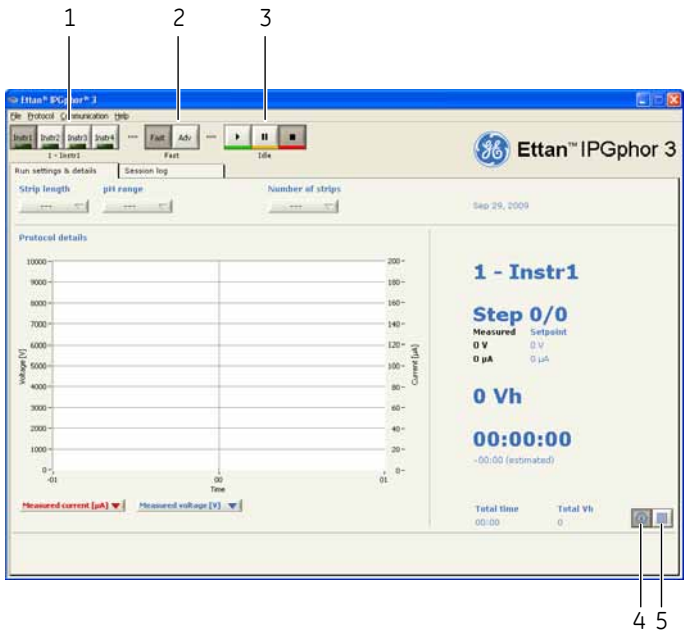 1 2 3
Ettan® IPGphor® 3
File Protocol Communication Help
Instr1 Instr2 Instr3 Instr4 --- Fast Adv ---
1 - Instr1 Fast Idle
Ettan™ IPGphor 3
Run settings & details Session log
Strip length pH range Number of strips
--- --- ---
Sep 29, 2009
Protocol details
10000 200
9000 180
8000 160
7000 140
6000 120
5000 100
4000 80
3000 60
2000 40
1000 20
0 0
Voltage [V]
Current [µA]
-01 00 01
Time
Measured current [µA] Measured voltage [V]
1 - Instr1
Step 0/0
Measured Setpoint
0 V 0 V
0 µA 0 µA
0 Vh
00:00:00
-00:00 (estimated)
Total time Total Vh
00:00 0
4 5